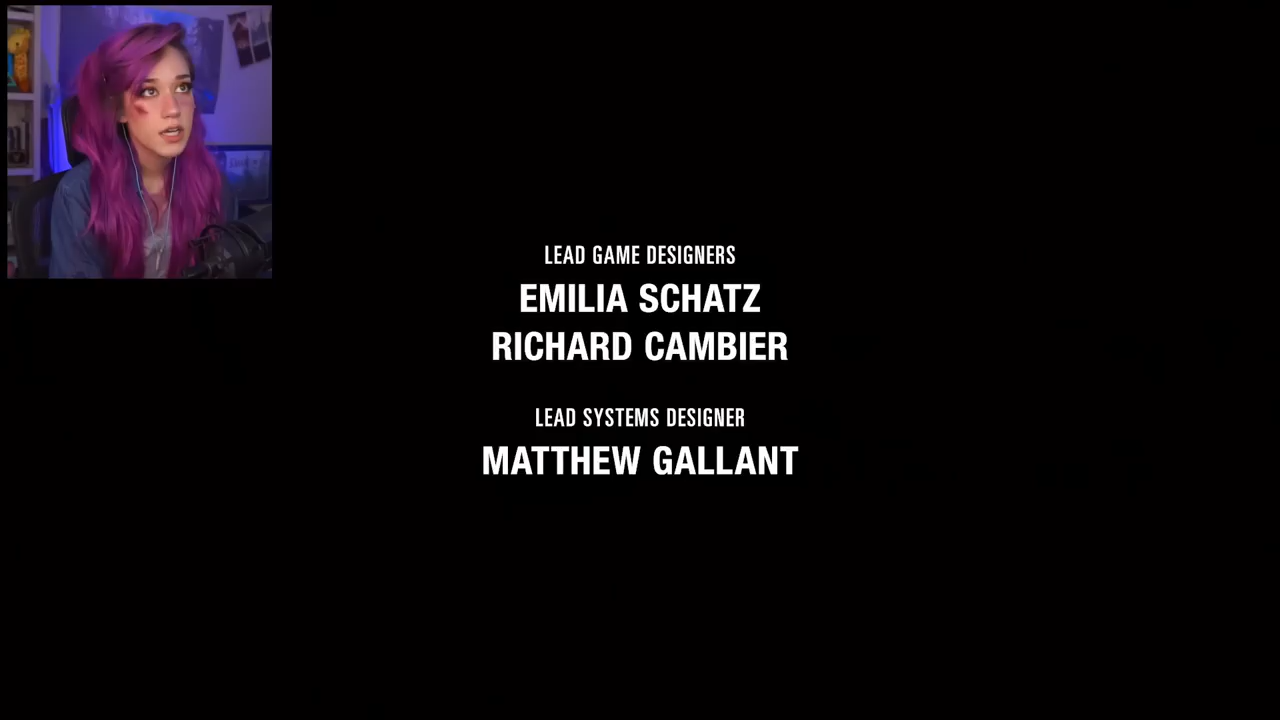 LEAD GAME DESIGNERS
EMILIA SCHATZ
RICHARD CAMBIER
LEAD SYSTEMS DESIGNER
MATTHEW GALLANT